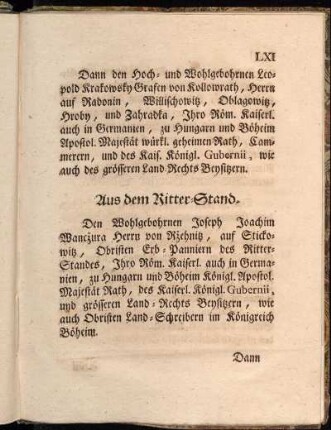 LXI
Dann den Hoch- und Wohlgebohrnen Leo-
pold Krakowsky Grafen von Kollowrath, Herrn
auf Radonin, Willischowitz, Oblagowitz,
Hroby, und Zahradka, Ihro Röm. Kaiserl.
auch in Germanien, zu Hungarn und Böheim
Apostol. Majestät würkl. geheimen Rath, Cam-
merern, und des Kais. Königl. Gubernii, wie
auch des grösseren Land Rechts Beysitzern.
Aus dem Ritter-Stand.
Den Wohlgebohrnen Joseph Joachim
Wanczura Herrn von Ržehnitz, auf Sticko-
witz, Obristen Erb-Panniern des Ritter-
Standes, Ihro Röm. Kaiserl. auch in Germa-
nien, zu Hungarn und Böheim Königl. Apostol.
Majestät Rath, des Kaiserl. Königl. Gubernii,
und grösseren Land-Rechts Beysitzern, wie
auch Obristen Land-Schreibern im Königreich
Böheim.
Dann